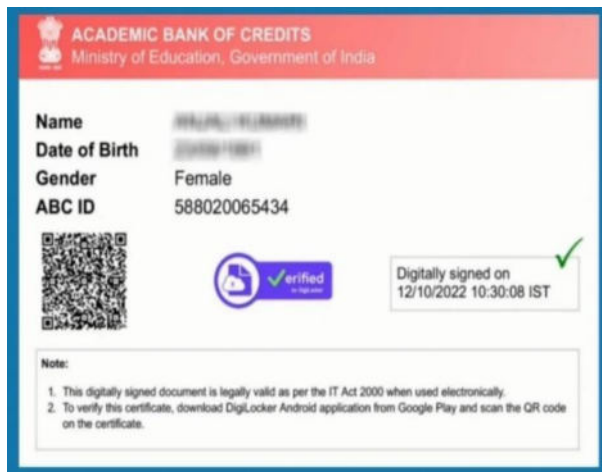 ACADEMIC BANK OF CREDITS
Ministry of Education, Government of India
Name
Date of Birth
Gender Female
ABC ID 588020065434
Verified
Digitally signed on
12/10/2022 10:30:08 IST
Note:
1. This digitally signed document is legally valid as per the IT Act 2000 when used electronically.
2. To verify this certificate, download DigiLocker Android application from Google Play and scan the QR code
on the certificate.